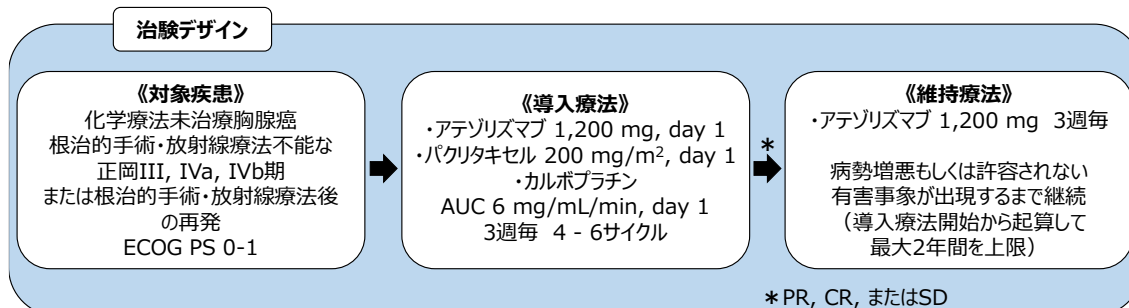 治験デザイン
《対象疾患》
化学療法未治療胸腺癌
根治的手術・放射線療法不能な
正岡III, IVa, IVb期
または根治的手術・放射線療法後
の再発
ECOG PS 0-1
《導入療法》
・アテゾリズマブ 1,200 mg, day 1
・パクリタキセル 200 mg/m², day 1
・カルボプラチン
AUC 6 mg/mL/min, day 1
3週毎 4 - 6サイクル
*
《維持療法》
・アテゾリズマブ 1,200 mg 3週毎
病勢増悪もしくは許容されない
有害事象が出現するまで継続
（導入療法開始から起算して
最大2年間を上限）
*PR, CR, またはSD